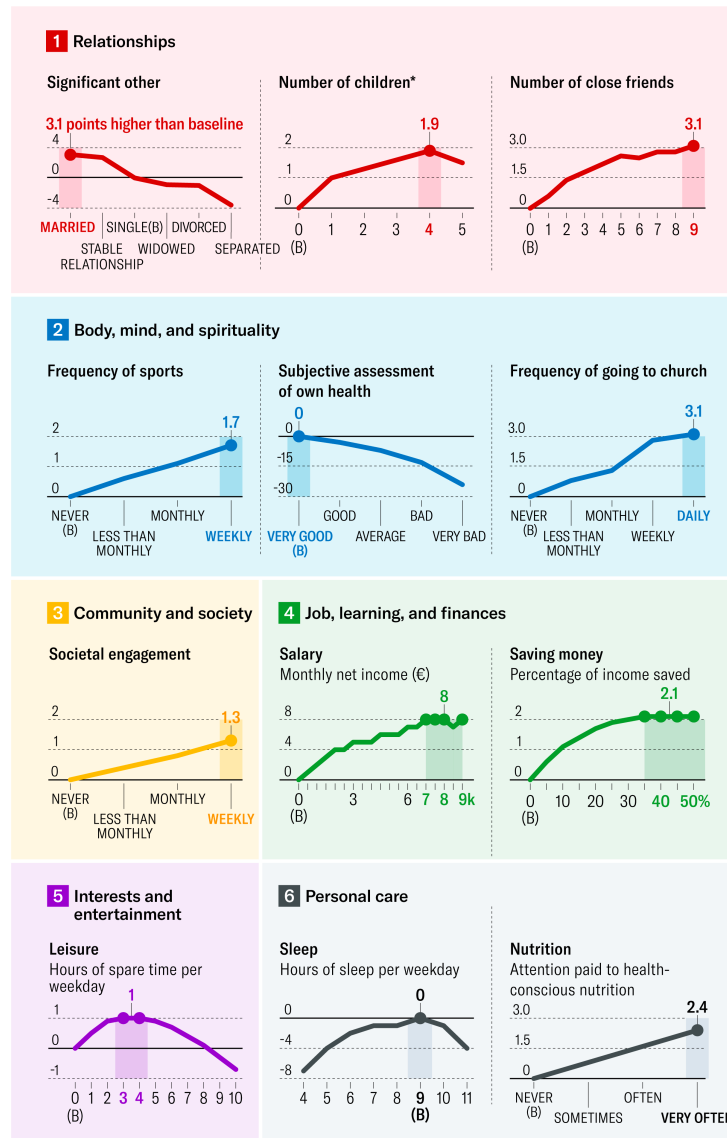 1 Relationships
Significant other
3.1 points higher than baseline
4
0
-4
MARRIED
SINGLE(B)
DIVORCED
STABLE
RELATIONSHIP
WIDOWED
SEPARATED
Number of children*
1.9
2
1
0
0 1 2 3 4 5
(B)
Number of close friends
3.1
3.0
1.5
0
0 1 2 3 4 5 6 7 8 9
(B)
2 Body, mind, and spirituality
Frequency of sports
1.7
2
1
0
NEVER
(B)
MONTHLY
LESS THAN
MONTHLY
WEEKLY
Subjective assessment
of own health
0
0
-15
-30
GOOD
BAD
VERY GOOD
(B)
AVERAGE
VERY BAD
Frequency of going to church
3.1
3.0
1.5
0
NEVER
(B)
MONTHLY
DAILY
LESS THAN
MONTHLY
WEEKLY
3 Community and society
Societal engagement
1.3
2
1
0
NEVER
(B)
MONTHLY
LESS THAN
MONTHLY
WEEKLY
4 Job, learning, and finances
Salary
Monthly net income (€)
8
8
4
0
0 3 6 7 8 9k
(B)
Saving money
Percentage of income saved
2.1
2
1
0
0 10 20 30 40 50%
(B)
5 Interests and
entertainment
Leisure
Hours of spare time per
weekday
1
1
0
-1
0 1 2 3 4 5 6 7 8 9 10
(B)
6 Personal care
Sleep
Hours of sleep per weekday
0
0
-4
-8
4 5 6 7 8 9 10 11
(B)
Nutrition
Attention paid to health-
conscious nutrition
2.4
3.0
1.5
0
NEVER
(B)
OFTEN
SOMETIMES
VERY OFTE